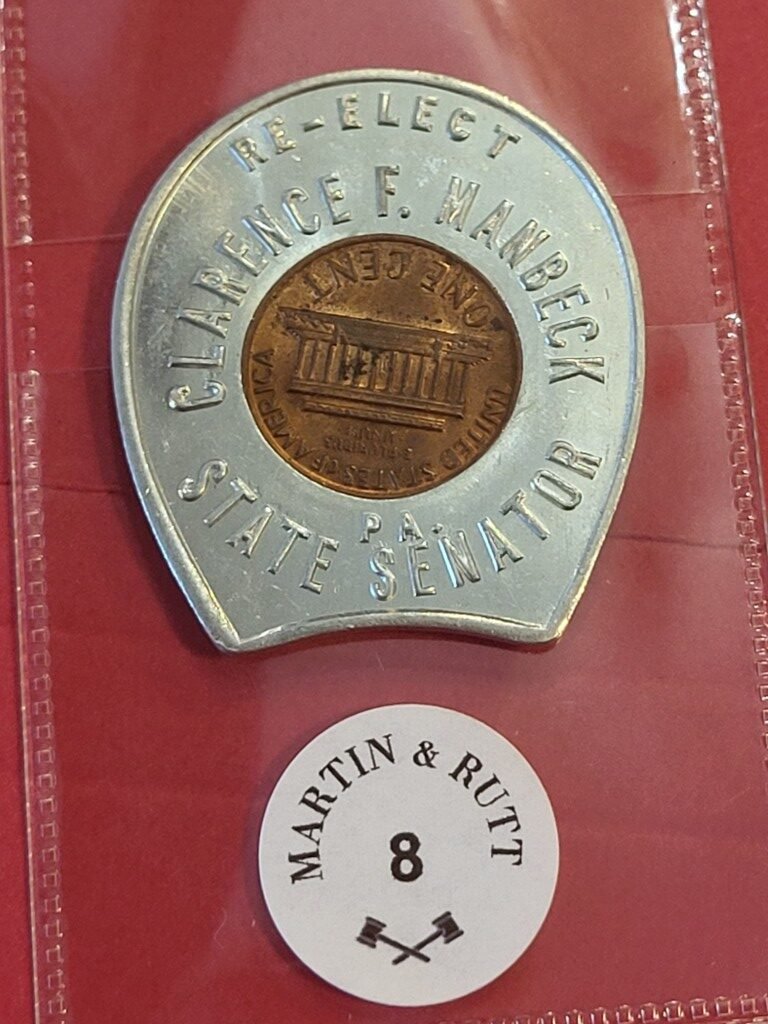 RE-ELECT
CLARENCE F. MANBECK
ONE CENT
UNITED STATES OF AMERICA
PA.
STATE SENATOR
MARTIN & RUTT
8